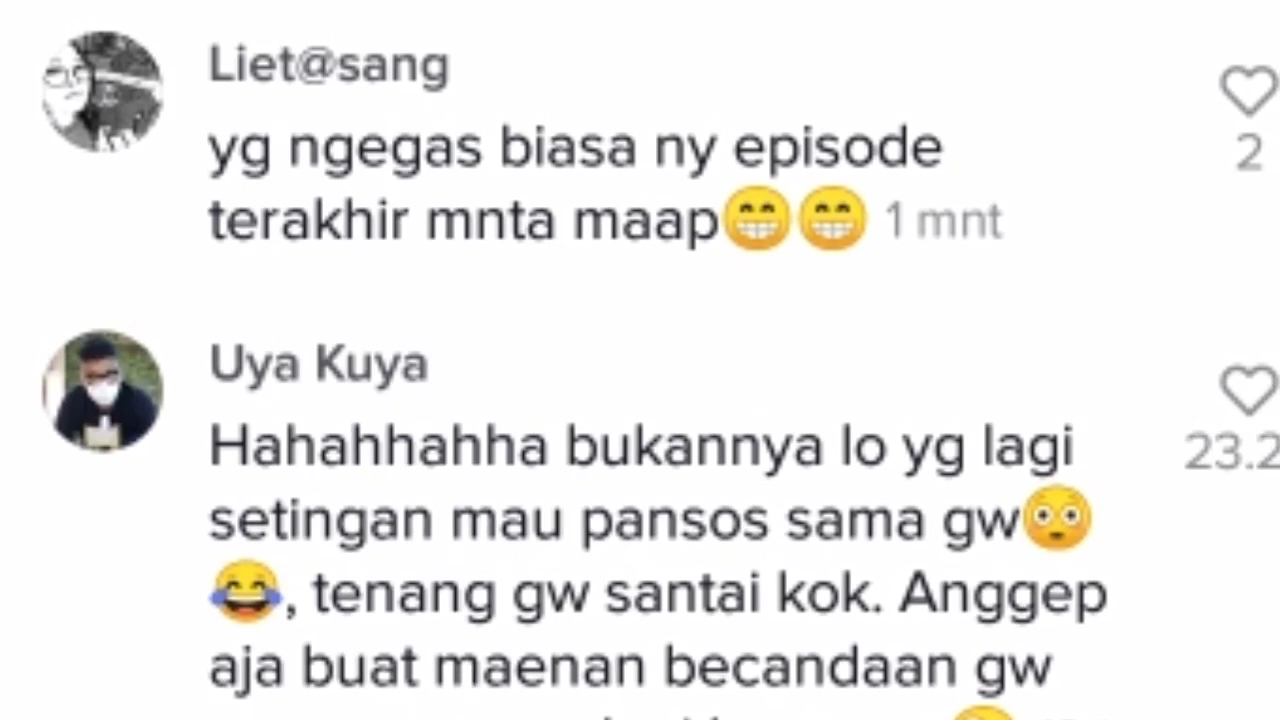 Liet@sang
yg ngegas biasa ny episode
terakhir mnta maap😁😁 1 mnt
2
Uya Kuya
Hahahhahha bukannya lo yg lagi
setingan mau pansos sama gw😳
😂, tenang gw santai kok. Anggep
aja buat maenan becandaan gw
23.2